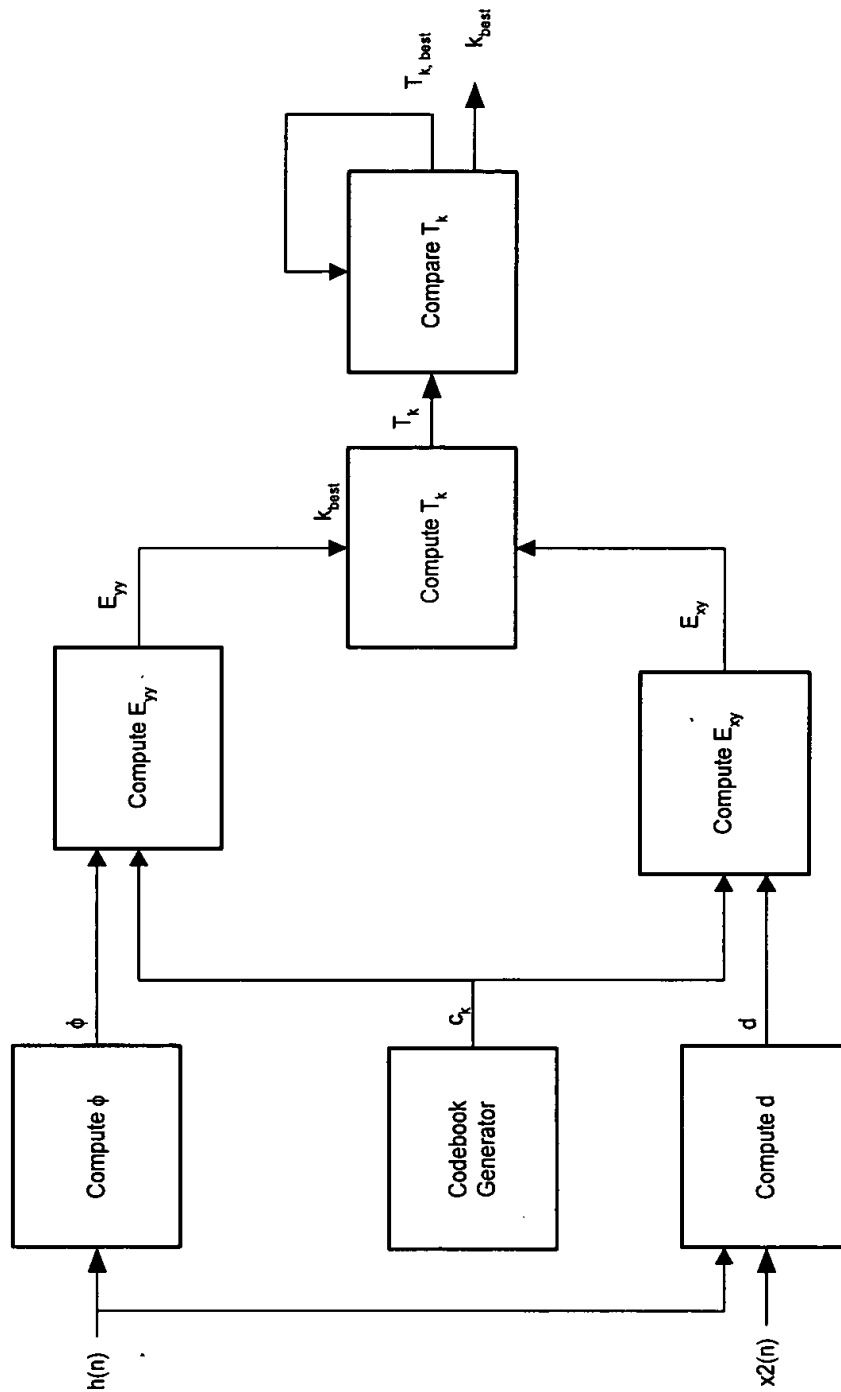 h(n)
Compute ϕ
ϕ
Compute E_yy
E_yy
k_best
Codebook
Generator
c_k
Compute T_k
T_k
Compare T_k
T_k, best
k_best
x2(n)
Compute d
d
Compute E_xy
E_xy